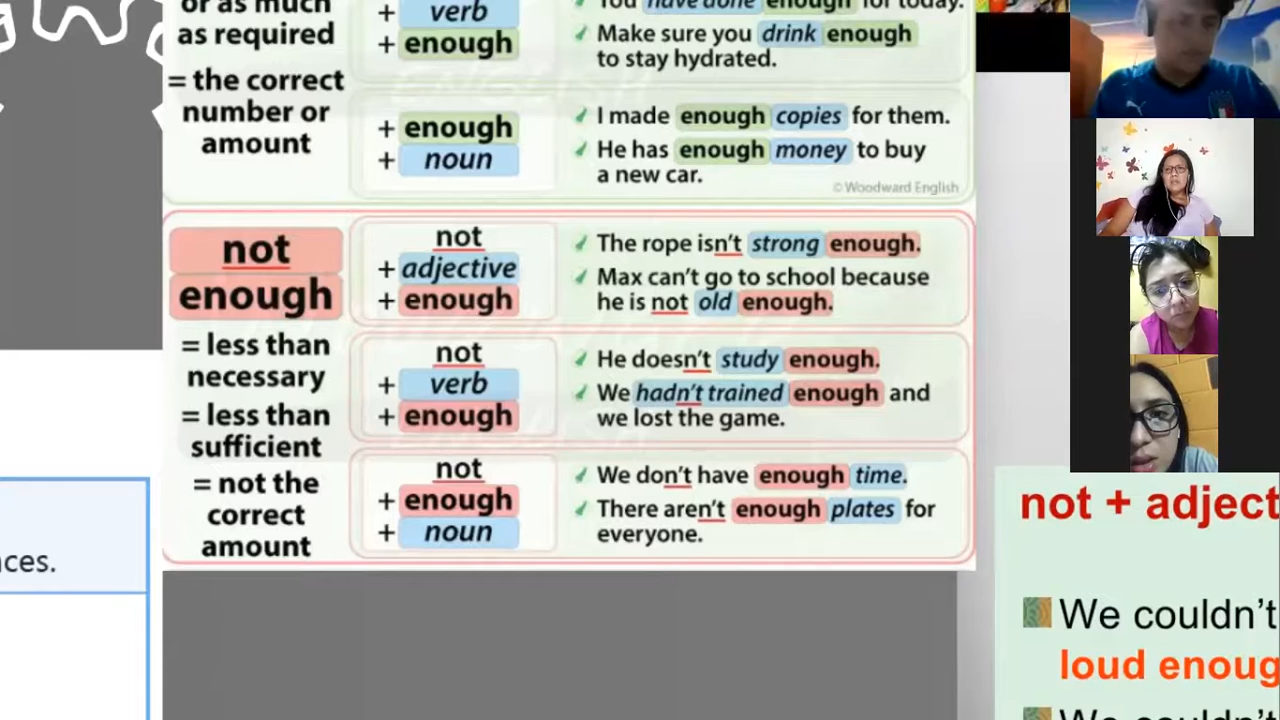 or as much
as required
= the correct
number or
amount
+ verb
+ enough
You have done enough for today.
Make sure you drink enough
to stay hydrated.
+ enough
+ noun
I made enough copies for them.
He has enough money to buy
a new car.
© Woodward English
not
enough
= less than
necessary
= less than
sufficient
= not the
correct
amount
not
+ adjective
+ enough
The rope isn't strong enough.
Max can't go to school because
he is not old enough.
not
+ verb
+ enough
He doesn't study enough.
We hadn't trained enough and
we lost the game.
not
+ enough
+ noun
We don't have enough time.
There aren't enough plates for
everyone.
nces.
not + adject
We couldn't
loud enoug
We couldn't